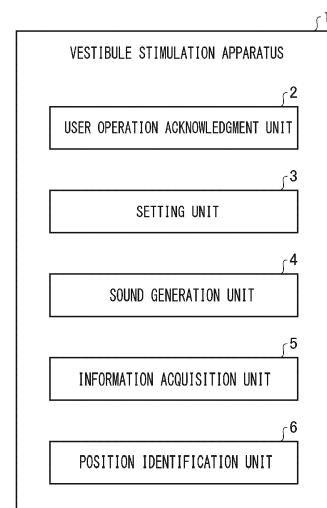 1
VESTIBULE STIMULATION APPARATUS
2
USER OPERATION ACKNOWLEDGMENT UNIT
3
SETTING UNIT
4
SOUND GENERATION UNIT
5
INFORMATION ACQUISITION UNIT
6
POSITION IDENTIFICATION UNIT